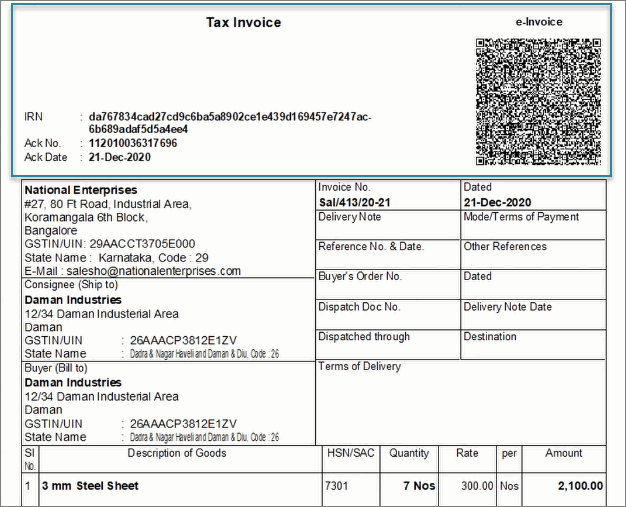 Tax Invoice
e-Invoice
IRN : da767834cad27cd9c6ba5a8902ce1e439d169457e7247ac-
6b689adaf5d5a4ee4
Ack No. : 112010036317696
Ack Date : 21-Dec-2020
National Enterprises
#27, 80 Ft Road, Industrial Area,
Koramangala 6th Block,
Bangalore
GSTIN/UIN: 29AACCT3705E000
State Name : Karnataka, Code : 29
E-Mail : salesho@nationalenterprises.com
Invoice No.
Sal/413/20-21
Dated
21-Dec-2020
Delivery Note
Mode/Terms of Payment
Reference No. & Date.
Other References
Consignee (Ship to)
Daman Industries
12/34 Daman Industerial Area
Daman
GSTIN/UIN : 26AAACP3812E1ZV
State Name : Dadra & Nagar Haveli and Daman & Diu, Code : 26
Buyer's Order No.
Dated
Dispatch Doc No.
Delivery Note Date
Dispatched through
Destination
Buyer (Bill to)
Daman Industries
12/34 Daman Industerial Area
Daman
GSTIN/UIN : 26AAACP3812E1ZV
State Name : Dadra & Nagar Haveli and Daman & Diu, Code : 26
Terms of Delivery
Sl No. Description of Goods HSN/SAC Quantity Rate per Amount
1 3 mm Steel Sheet 7301 7 Nos 300.00 Nos 2,100.00